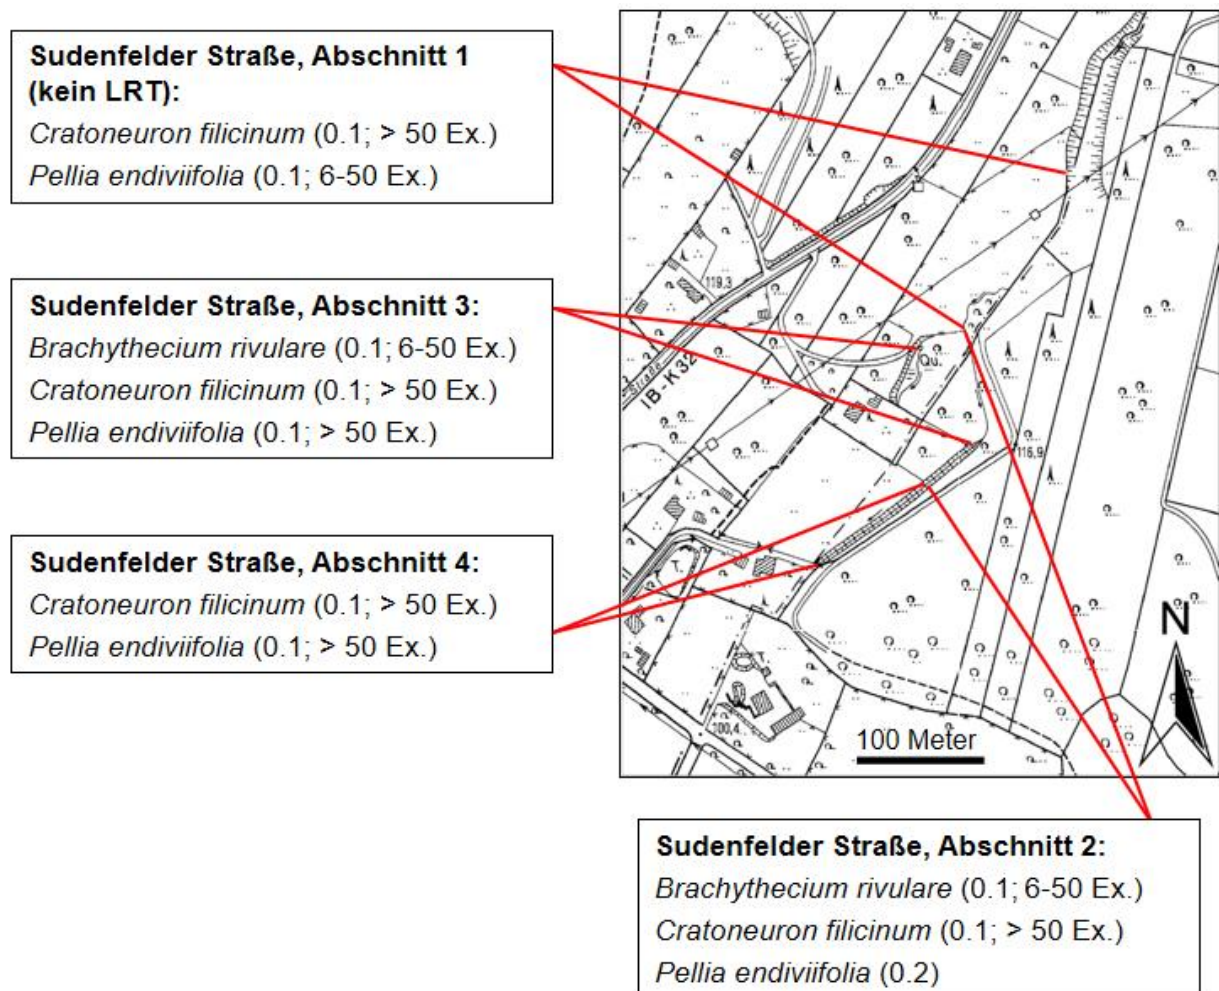 Sudenfelder Straße, Abschnitt 1
(kein LRT):
Cratoneuron filicinum (0.1; > 50 Ex.)
Pellia endiviifolia (0.1; 6-50 Ex.)
Sudenfelder Straße, Abschnitt 3:
Brachythecium rivulare (0.1; 6-50 Ex.)
Cratoneuron filicinum (0.1; > 50 Ex.)
Pellia endiviifolia (0.1; > 50 Ex.)
Sudenfelder Straße, Abschnitt 4:
Cratoneuron filicinum (0.1; > 50 Ex.)
Pellia endiviifolia (0.1; > 50 Ex.)
119,3
Straße
IB-K32
Qu.
116,9
T.
T.
100,4
N
100 Meter
Sudenfelder Straße, Abschnitt 2:
Brachythecium rivulare (0.1; 6-50 Ex.)
Cratoneuron filicinum (0.1; > 50 Ex.)
Pellia endiviifolia (0.2)